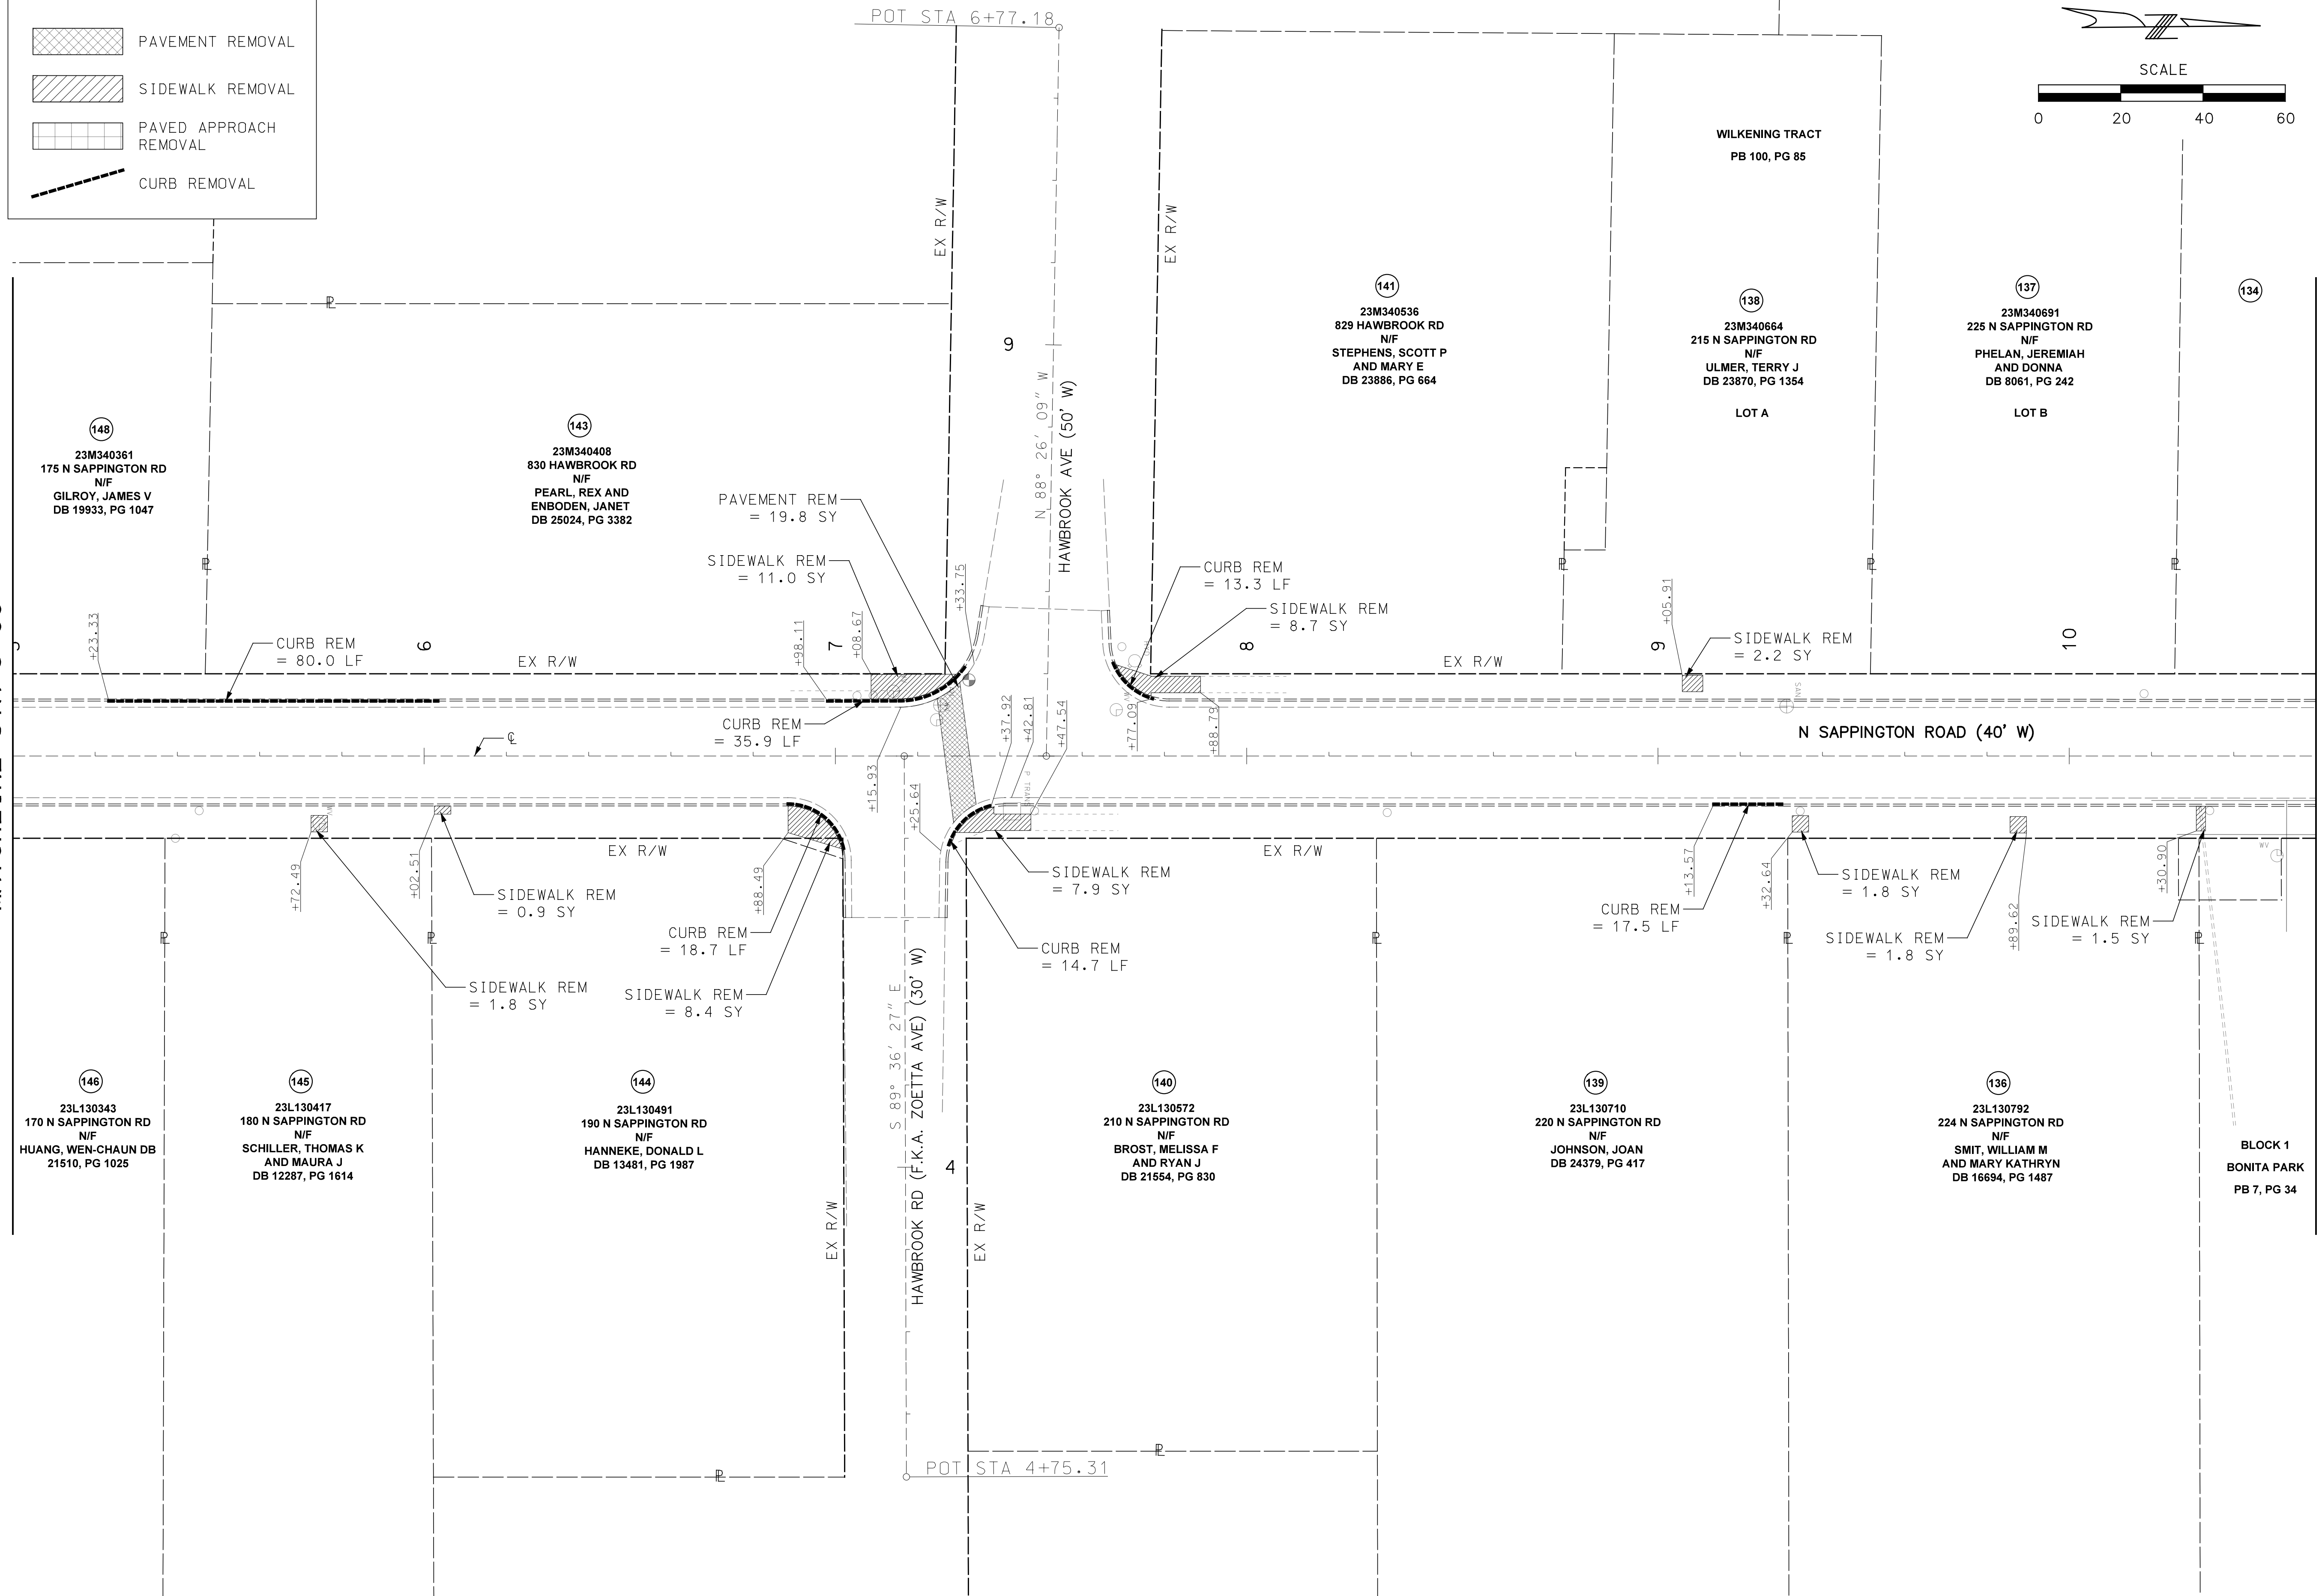 POT STA 6+77.18
PAVEMENT REMOVAL
SIDEWALK REMOVAL
PAVED APPROACH
REMOVAL
CURB REMOVAL
SCALE
0 20 40 60
WILKENING TRACT
PB 100, PG 85
EX R/W
EX R/W
9
N 88° 26' 09" W
HAWBROOK AVE (50' W)
148
23M340361
175 N SAPPINGTON RD
N/F
GILROY, JAMES V
DB 19933, PG 1047
143
23M340408
830 HAWBROOK RD
N/F
PEARL, REX AND
ENBODEN, JANET
DB 25024, PG 3382
141
23M340536
829 HAWBROOK RD
N/F
STEPHENS, SCOTT P
AND MARY E
DB 23886, PG 664
138
23M340664
215 N SAPPINGTON RD
N/F
ULMER, TERRY J
DB 23870, PG 1354
LOT A
137
23M340691
225 N SAPPINGTON RD
N/F
PHELAN, JEREMIAH
AND DONNA
DB 8061, PG 242
LOT B
134
PAVEMENT REM
= 19.8 SY
SIDEWALK REM
= 11.0 SY
CURB REM
= 13.3 LF
SIDEWALK REM
= 8.7 SY
SIDEWALK REM
= 2.2 SY
CURB REM
= 80.0 LF
CURB REM
= 35.9 LF
+23.33
6
EX R/W
+98.11
7
+08.67
+33.75
8
EX R/W
+05.91
9
10
+15.93
+25.64
+37.92
+42.81
+47.54
+77.09
+88.79
P TRAN
SAN
N SAPPINGTON ROAD (40' W)
+72.49
+02.51
EX R/W
+88.49
EX R/W
+13.57
+32.64
+89.62
+30.90
WV
SIDEWALK REM
= 0.9 SY
CURB REM
= 18.7 LF
SIDEWALK REM
= 1.8 SY
SIDEWALK REM
= 8.4 SY
SIDEWALK REM
= 7.9 SY
CURB REM
= 14.7 LF
CURB REM
= 17.5 LF
SIDEWALK REM
= 1.8 SY
SIDEWALK REM
= 1.8 SY
SIDEWALK REM
= 1.5 SY
S 89° 36' 27" E
HAWBROOK RD (F.K.A. ZOETTA AVE) (30' W)
4
EX R/W
EX R/W
146
23L130343
170 N SAPPINGTON RD
N/F
HUANG, WEN-CHAUN DB
21510, PG 1025
145
23L130417
180 N SAPPINGTON RD
N/F
SCHILLER, THOMAS K
AND MAURA J
DB 12287, PG 1614
144
23L130491
190 N SAPPINGTON RD
N/F
HANNEKE, DONALD L
DB 13481, PG 1987
140
23L130572
210 N SAPPINGTON RD
N/F
BROST, MELISSA F
AND RYAN J
DB 21554, PG 830
139
23L130710
220 N SAPPINGTON RD
N/F
JOHNSON, JOAN
DB 24379, PG 417
136
23L130792
224 N SAPPINGTON RD
N/F
SMIT, WILLIAM M
AND MARY KATHRYN
DB 16694, PG 1487
BLOCK 1
BONITA PARK
PB 7, PG 34
POT STA 4+75.31